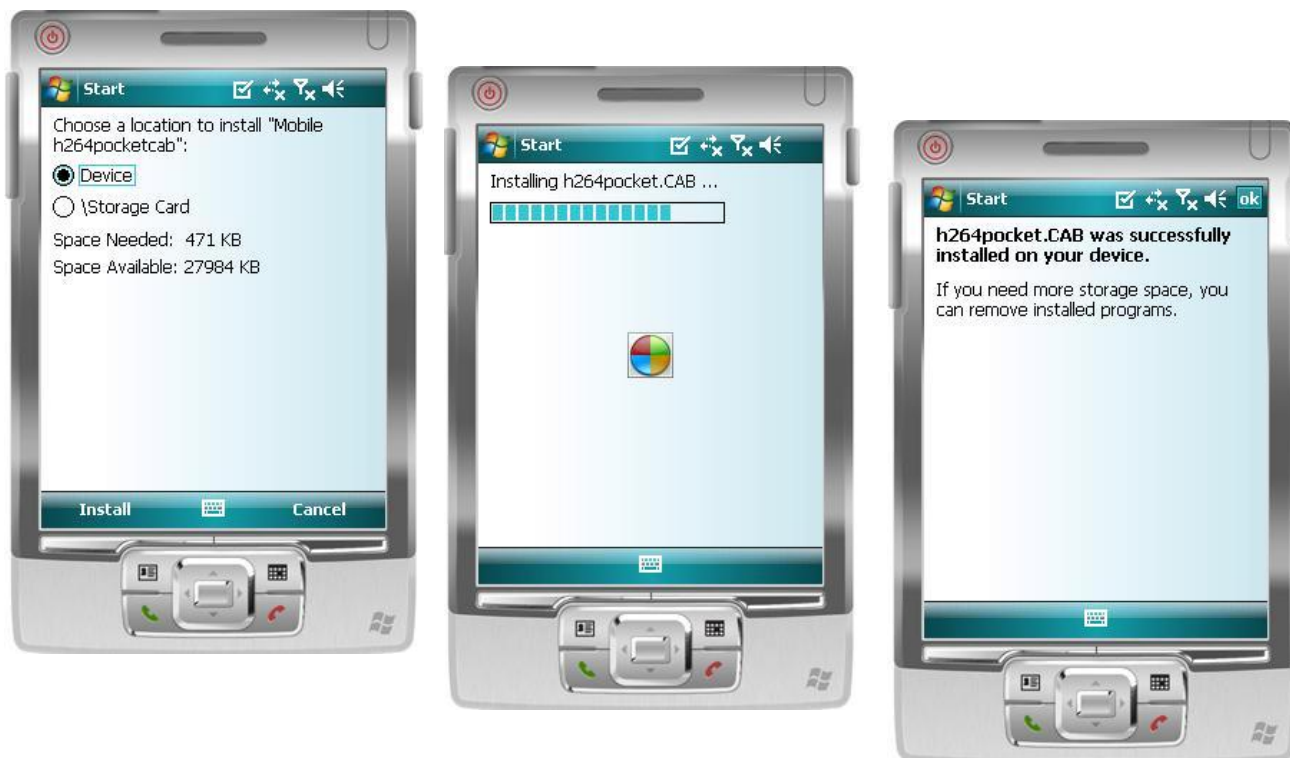 Start
Choose a location to install "Mobile
h264pocketcab":
Device
\Storage Card
Space Needed: 471 KB
Space Available: 27984 KB
Install Cancel
Start
Installing h264pocket.CAB ...
Start ok
h264pocket.CAB was successfully
installed on your device.
If you need more storage space, you
can remove installed programs.